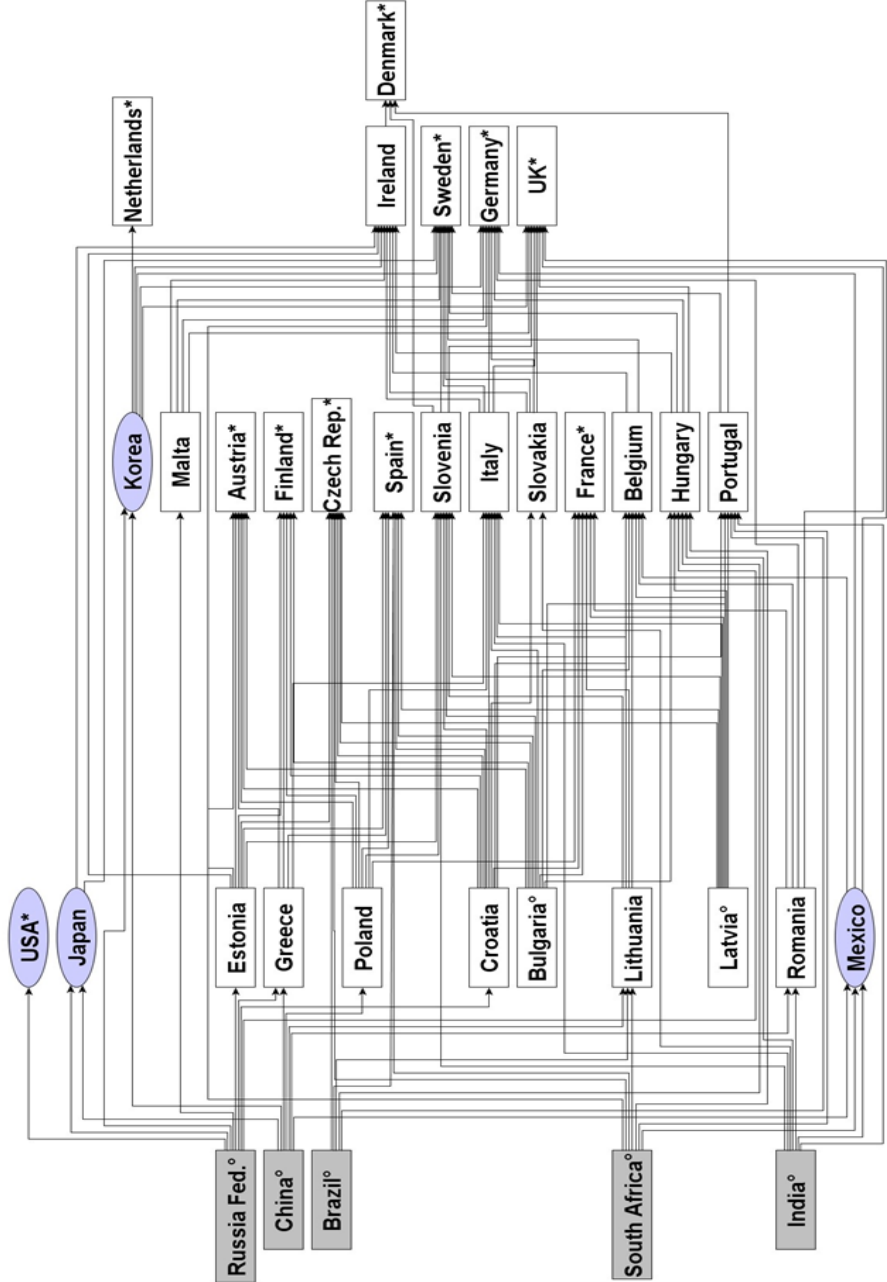 Denmark*
Netherlands*
Ireland
Sweden*
Germany*
UK*
Korea
Malta
Austria*
Finland*
Czech Rep.*
Spain*
Slovenia
Italy
Slovakia
France*
Belgium
Hungary
Portugal
USA*
Japan
Estonia
Greece
Poland
Croatia
Bulgaria°
Lithuania
Latvia°
Romania
Mexico
Russia Fed.°
China°
Brazil°
South Africa°
India°